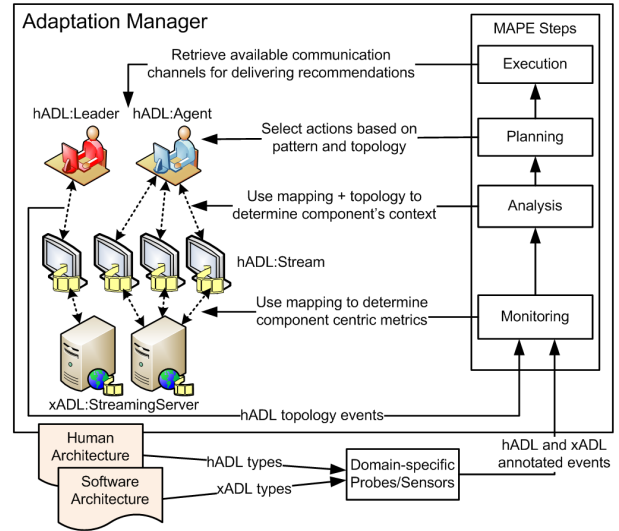 Adaptation Manager
MAPE Steps
Retrieve available communication
channels for delivering recommendations
Execution
hADL:Leader
hADL:Agent
Select actions based on
pattern and topology
Planning
Use mapping + topology to
determine component's context
Analysis
hADL:Stream
Use mapping to determine
component centric metrics
Monitoring
xADL:StreamingServer
hADL topology events
Human
Architecture
hADL types
Software
Architecture
xADL types
Domain-specific
Probes/Sensors
hADL and xADL
annotated events